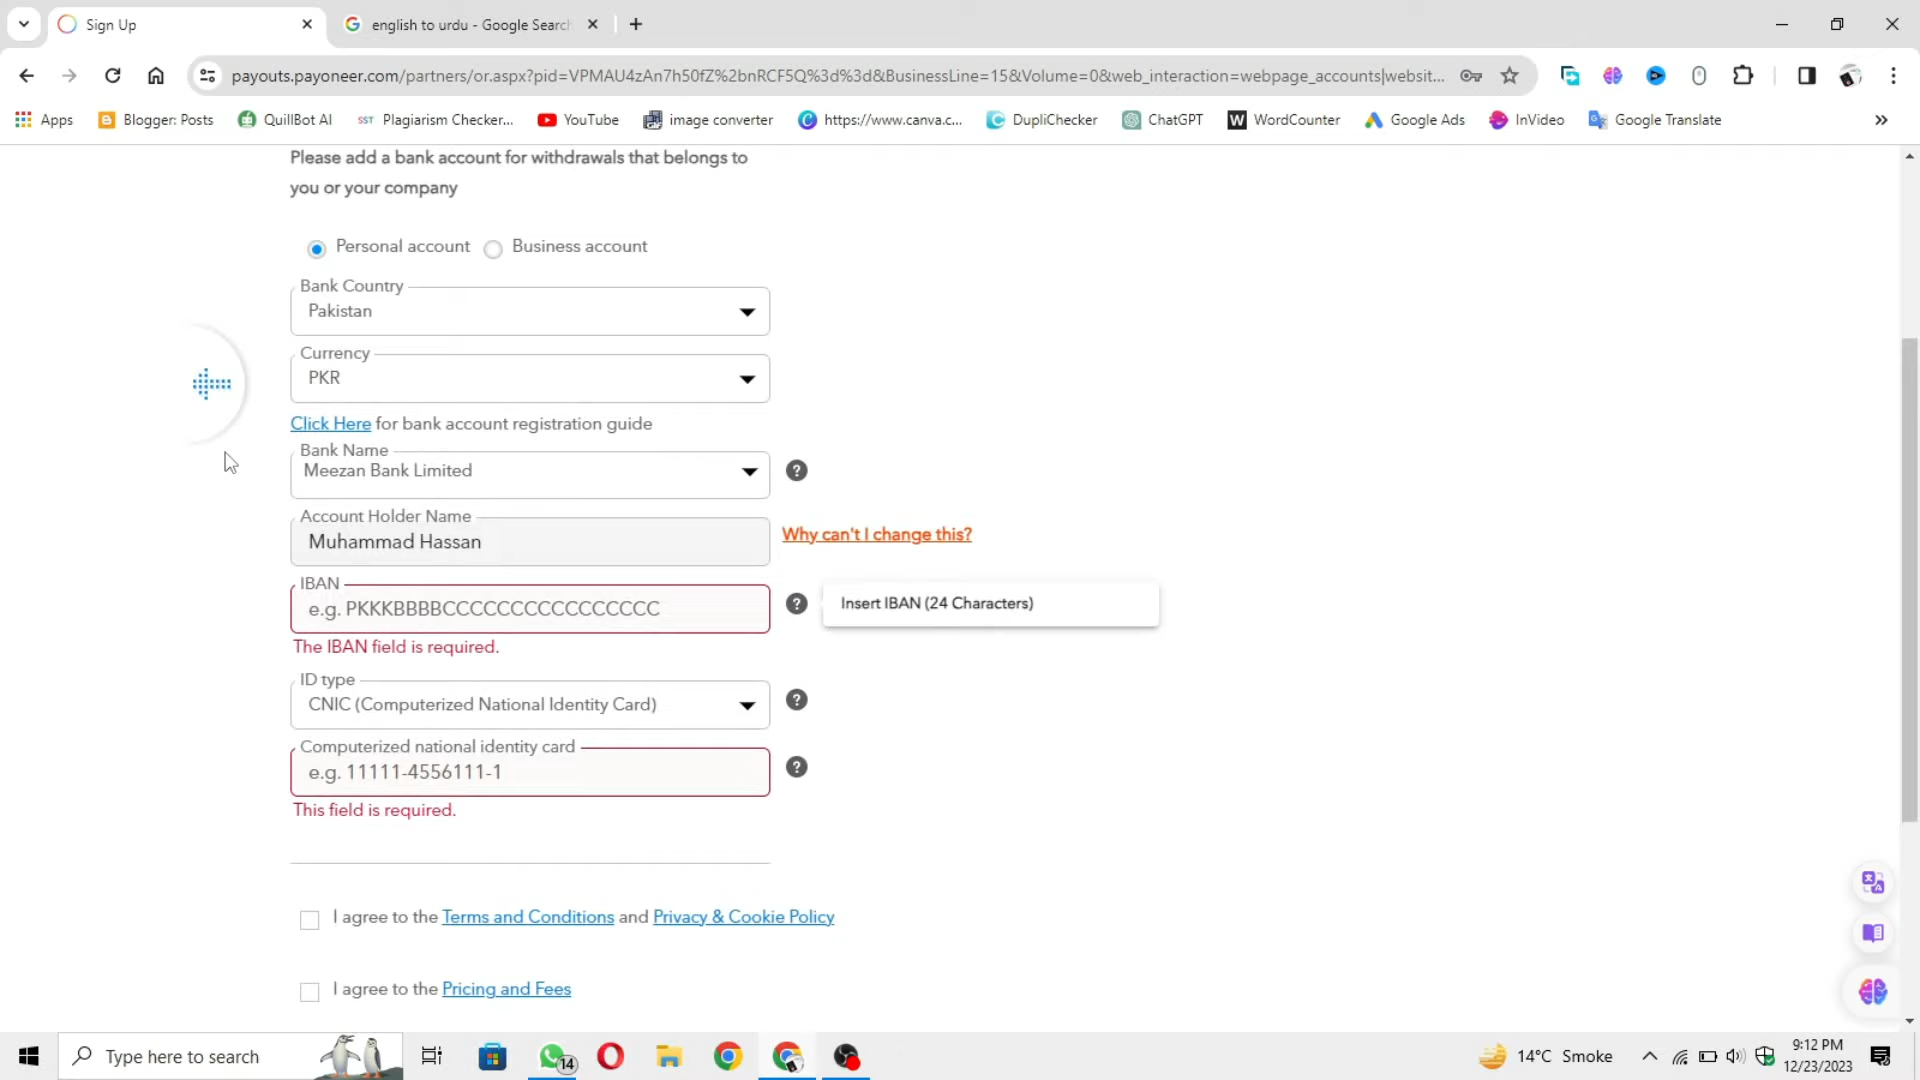 Sign Up
english to urdu - Google Search
payouts.payoneer.com/partners/or.aspx?pid=VPMAU4zAn7h50fZ%2bnRCF5Q%3d%3d&BusinessLine=15&Volume=0&web_interaction=webpage_accounts|websit...
Apps
Blogger: Posts
QuillBot AI
SST Plagiarism Checker...
YouTube
image converter
https://www.canva.c...
DupliChecker
ChatGPT
W WordCounter
Google Ads
InVideo
Google Translate
»
Please add a bank account for withdrawals that belongs to
you or your company
Personal account
Business account
Bank Country
Pakistan
Currency
PKR
Click Here for bank account registration guide
Bank Name
Meezan Bank Limited
?
Account Holder Name
Muhammad Hassan
Why can't I change this?
IBAN
e.g. PKKKBBBBCCCCCCCCCCCCCCCC
?
Insert IBAN (24 Characters)
The IBAN field is required.
ID type
CNIC (Computerized National Identity Card)
?
Computerized national identity card
e.g. 11111-4556111-1
?
This field is required.
I agree to the Terms and Conditions and Privacy & Cookie Policy
I agree to the Pricing and Fees
Type here to search
14
14°C Smoke
9:12 PM
12/23/2023